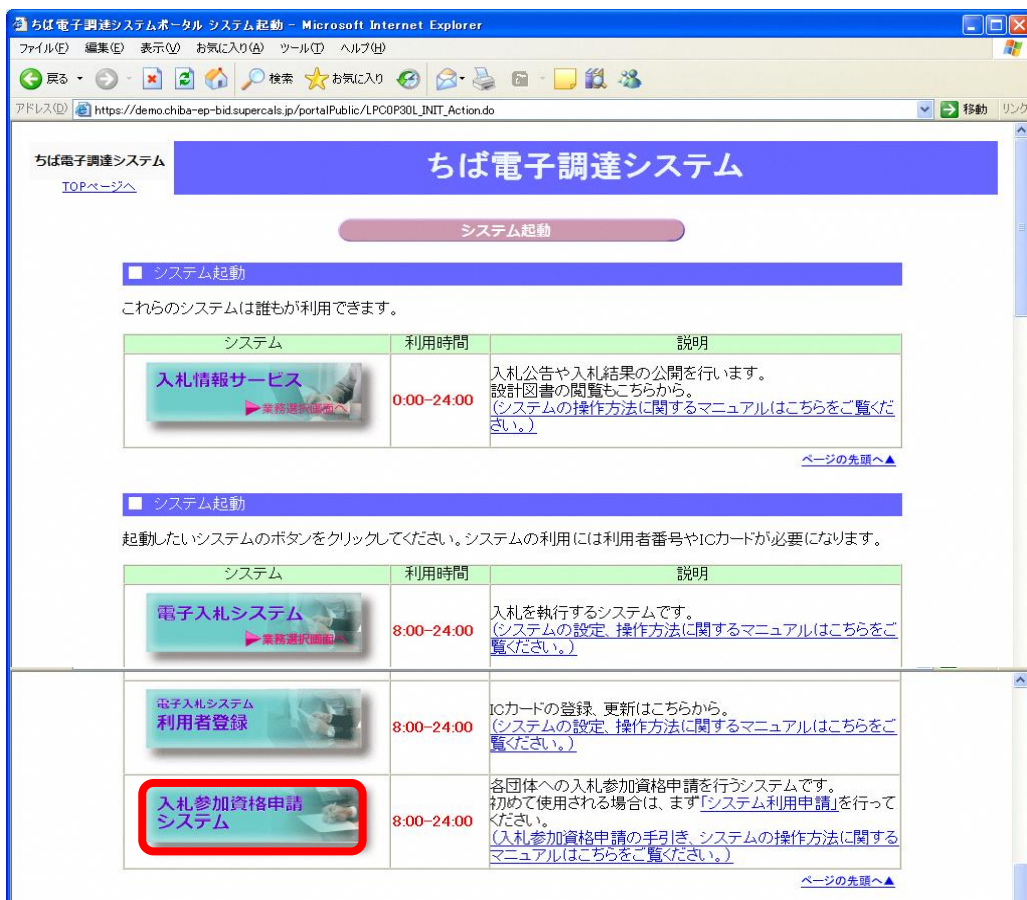 ちば電子調達システムポータル システム起動 - Microsoft Internet Explorer
ファイル(F) 編集(E) 表示(V) お気に入り(A) ツール(T) ヘルプ(H)
戻る 検索 お気に入り
アドレス(D) https://demo.chiba-ep-bid.supercals.jp/portalPublic/LPC0P30L_INIT_Action.do 移動 リンク
ちば電子調達システム
TOPページへ
ちば電子調達システム
システム起動
■ システム起動
これらのシステムは誰もが利用できます。
システム 利用時間 説明
入札情報サービス
▶業務選択画面へ
0:00-24:00
入札公告や入札結果の公開を行います。
設計図書の閲覧もこちらから。
(システムの操作方法に関するマニュアルはこちらをご覧くだ
さい。)
ページの先頭へ▲
■ システム起動
起動したいシステムのボタンをクリックしてください。システムの利用には利用者番号やICカードが必要になります。
システム 利用時間 説明
電子入札システム
▶業務選択画面へ
8:00-24:00
入札を執行するシステムです。
(システムの設定、操作方法に関するマニュアルはこちらをご
覧ください。)
電子入札システム
利用者登録
8:00-24:00
ICカードの登録、更新はこちらから。
(システムの設定、操作方法に関するマニュアルはこちらをご
覧ください。)
入札参加資格申請
システム
8:00-24:00
各団体への入札参加資格申請を行うシステムです。
初めて使用される場合は、まず「システム利用申請」を行って
ください。
(入札参加資格申請の手引き、システムの操作方法に関する
マニュアルはこちらをご覧ください。)
ページの先頭へ▲